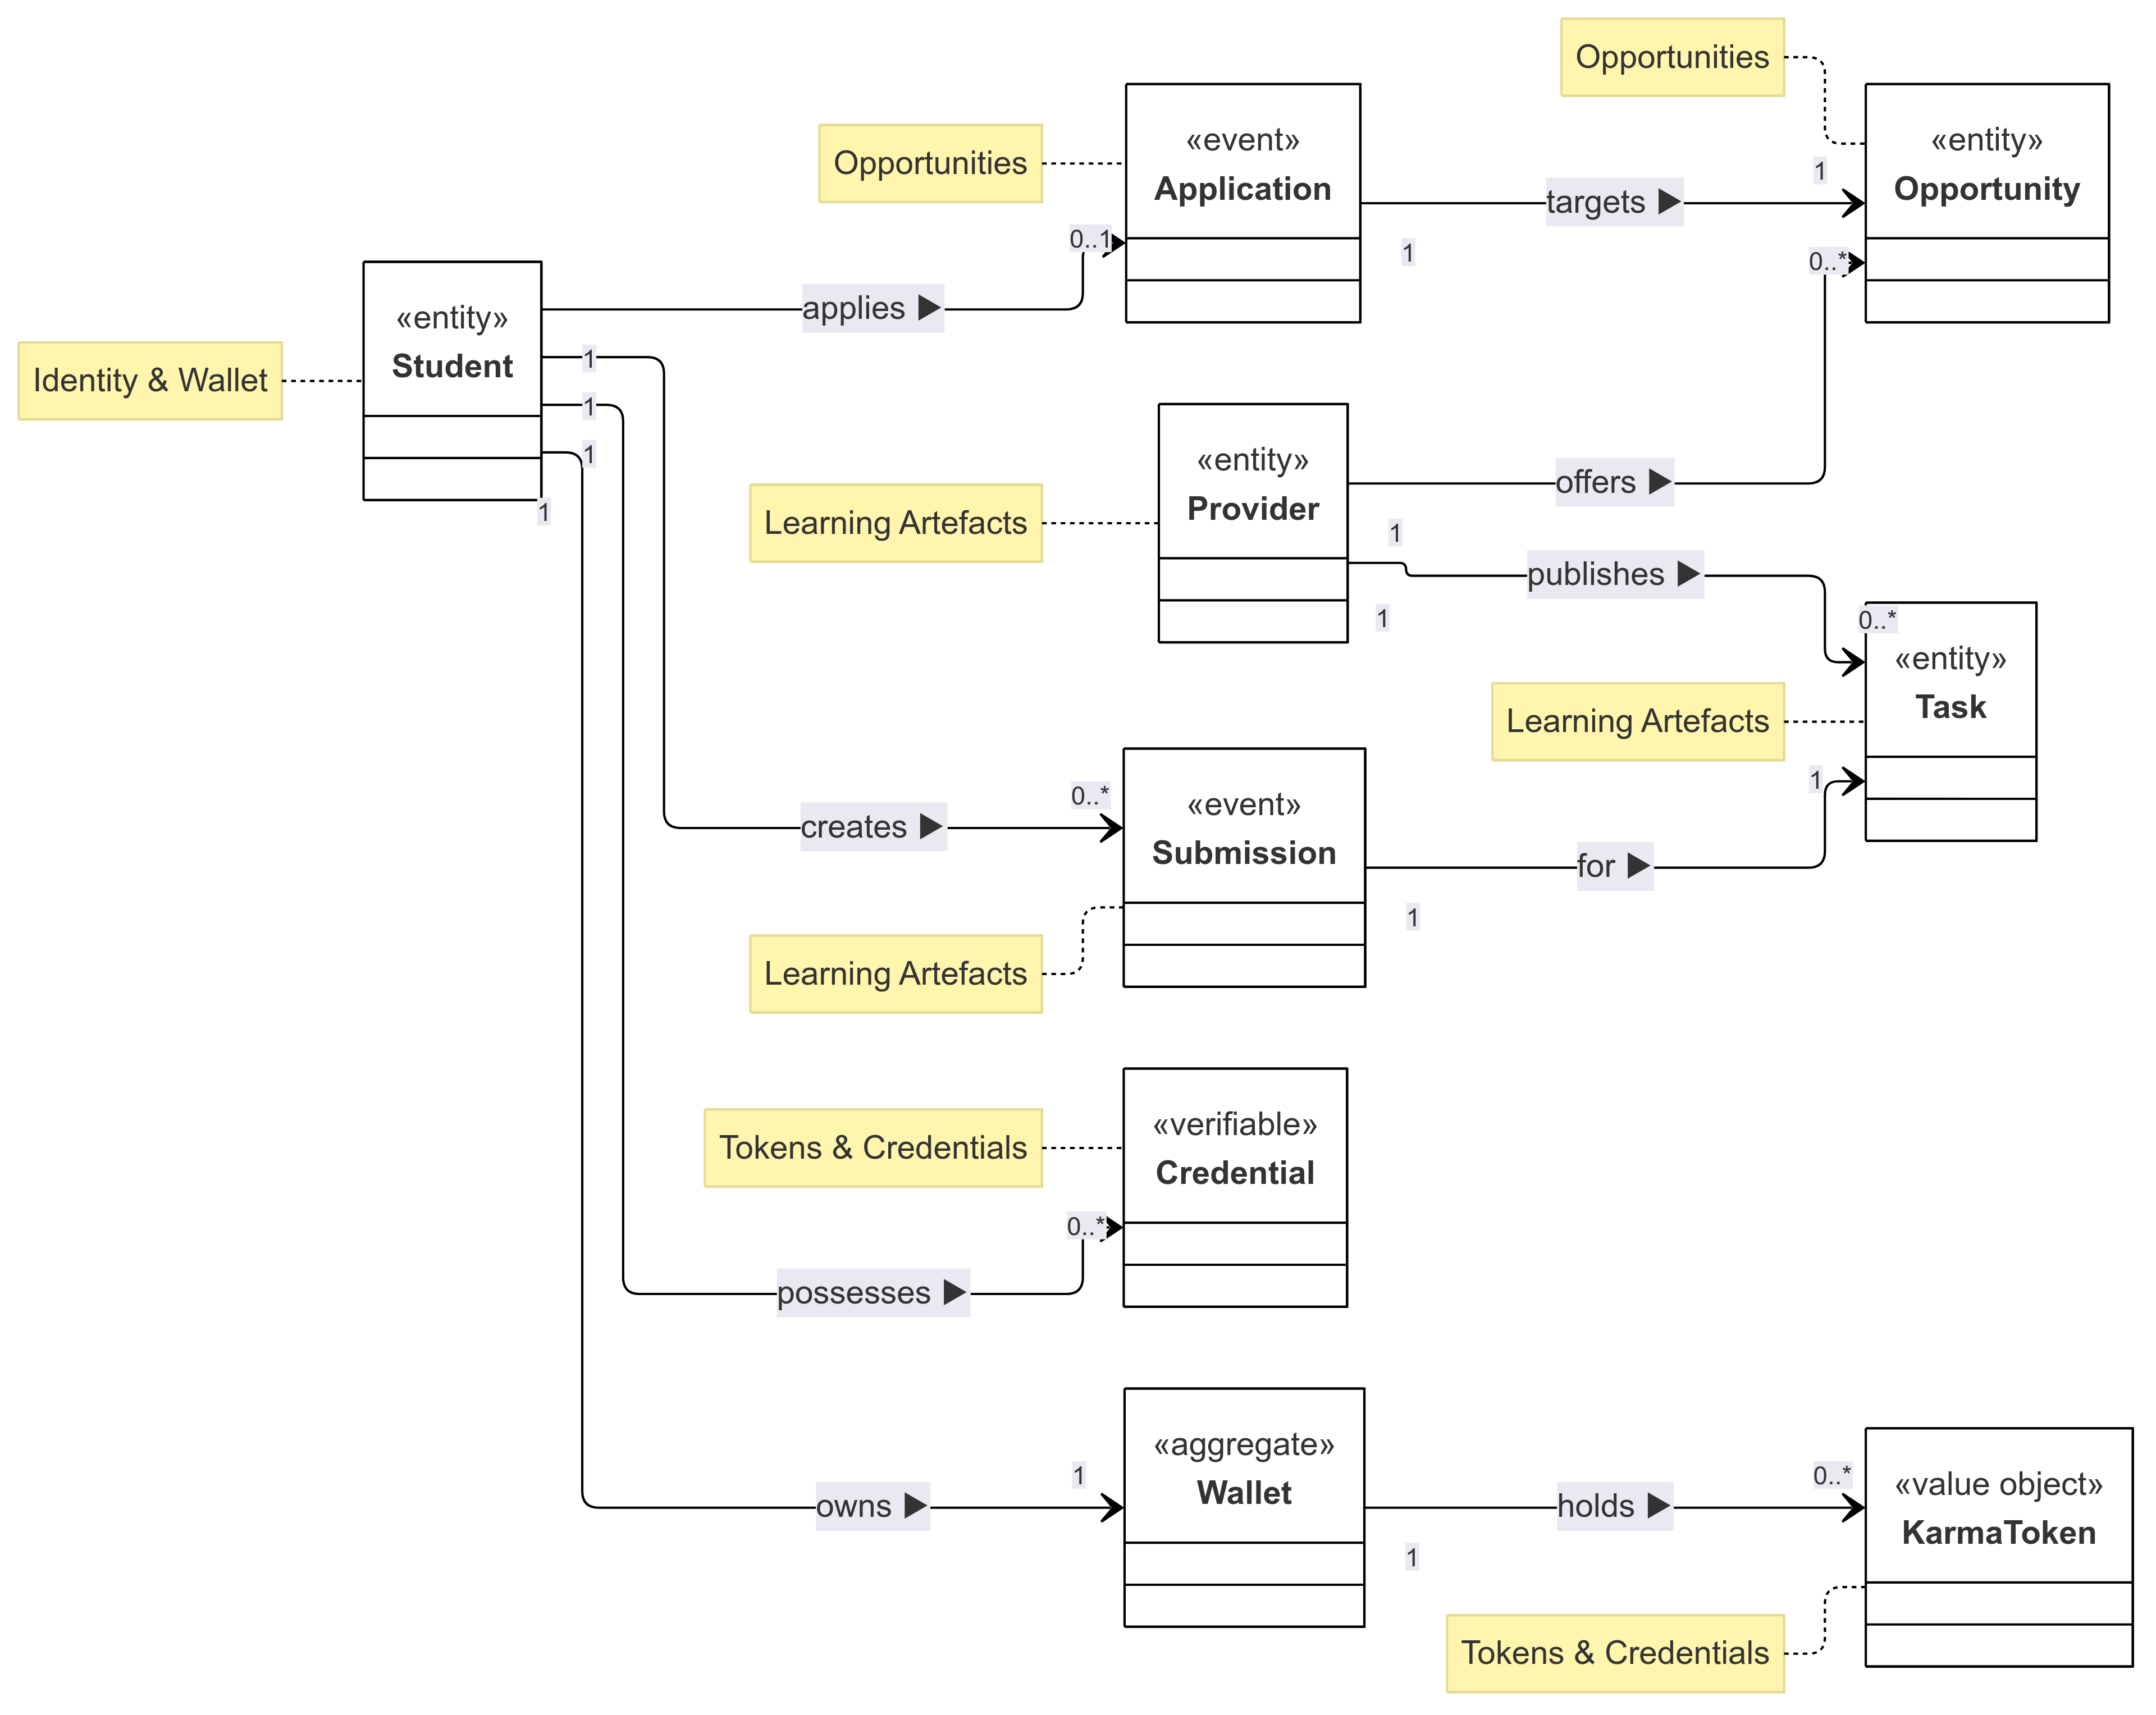 Opportunities
«entity»
Opportunity
Opportunities
«event»
Application
targets ▶
1
1
0..1
0..*
applies ▶
«entity»
Student
Identity & Wallet
1
1
1
1
«entity»
Provider
Learning Artefacts
offers ▶
1
publishes ▶
1
0..*
«entity»
Task
Learning Artefacts
1
«event»
Submission
0..*
creates ▶
for ▶
1
Learning Artefacts
«verifiable»
Credential
Tokens & Credentials
0..*
possesses ▶
«aggregate»
Wallet
1
owns ▶
holds ▶
0..*
1
«value object»
KarmaToken
Tokens & Credentials